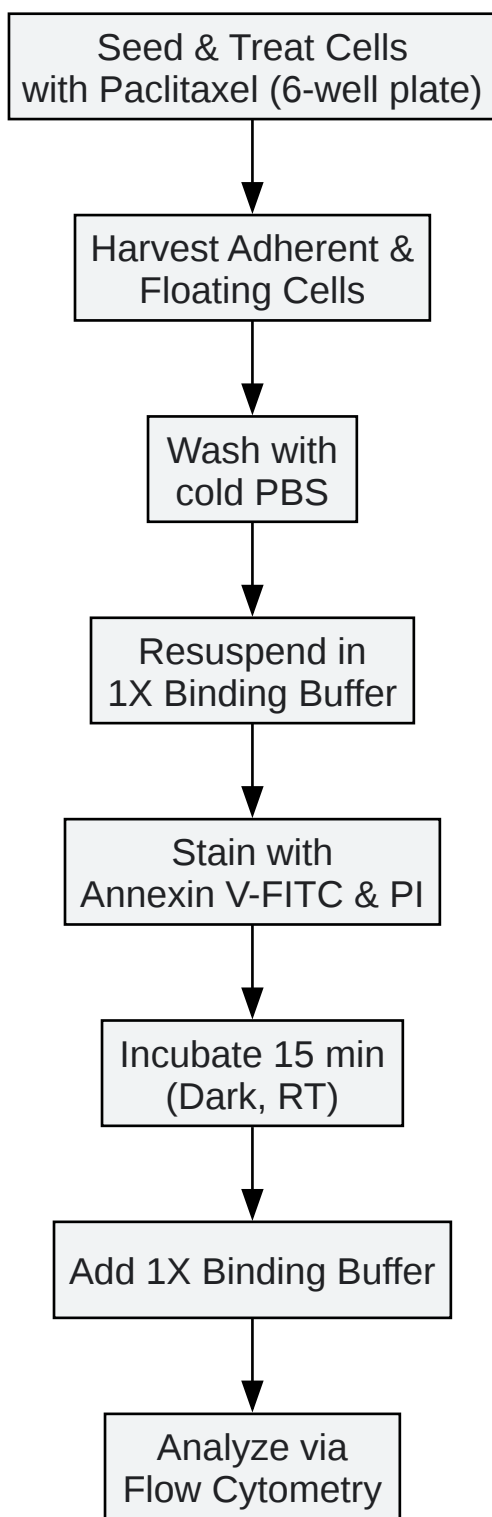 Seed & Treat Cells
with Paclitaxel (6-well plate)
Harvest Adherent &
Floating Cells
Wash with
cold PBS
Resuspend in
1X Binding Buffer
Stain with
Annexin V-FITC & PI
Incubate 15 min
(Dark, RT)
Add 1X Binding Buffer
Analyze via
Flow Cytometry